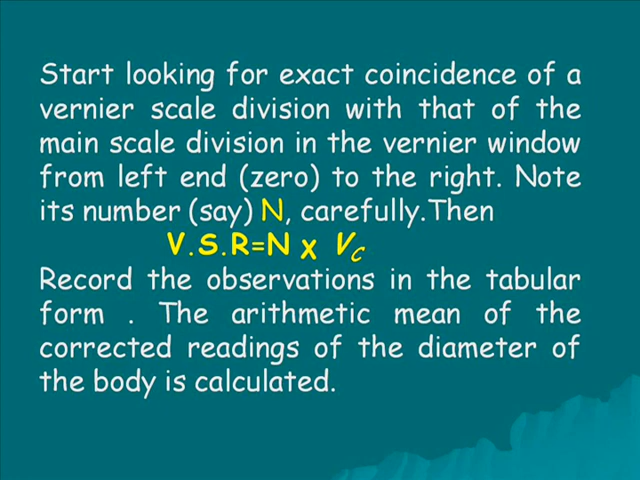 Start looking for exact coincidence of a
vernier scale division with that of the
main scale division in the vernier window
from left end (zero) to the right. Note
its number (say) N, carefully.Then
V.S.R=N x Vc
Record the observations in the tabular
form . The arithmetic mean of the
corrected readings of the diameter of
the body is calculated.